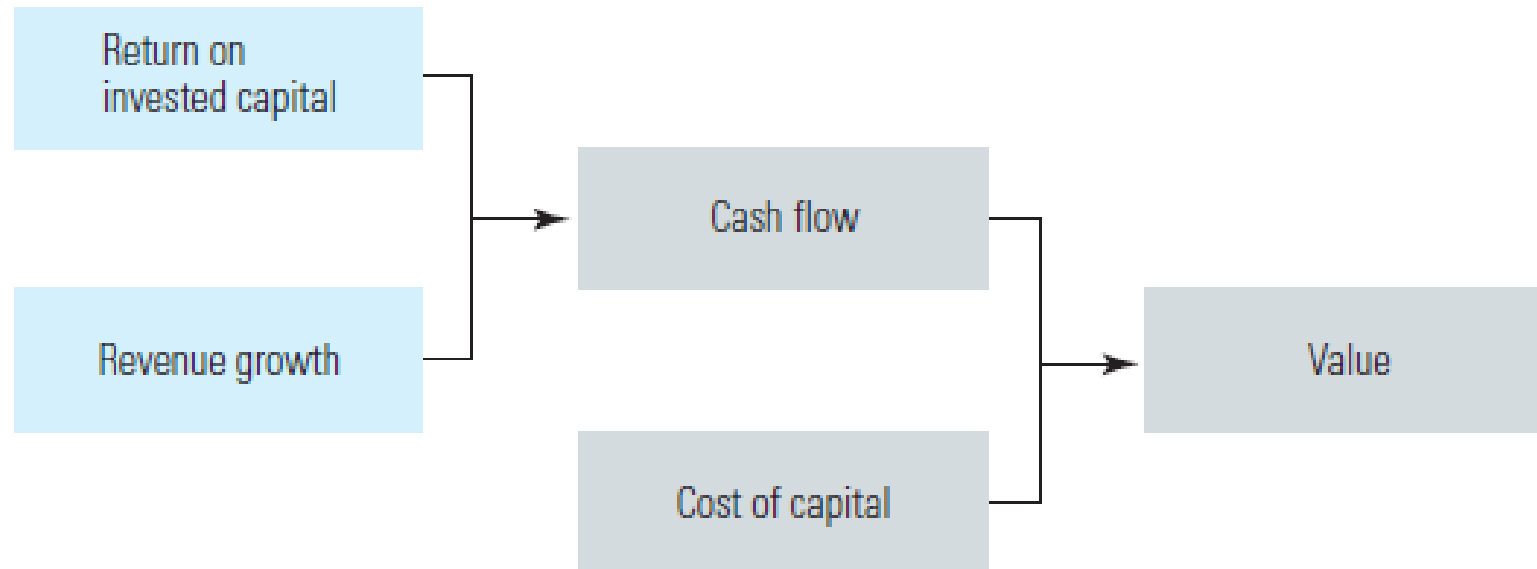 Return on
invested capital
Cash flow
Revenue growth
Value
Cost of capital